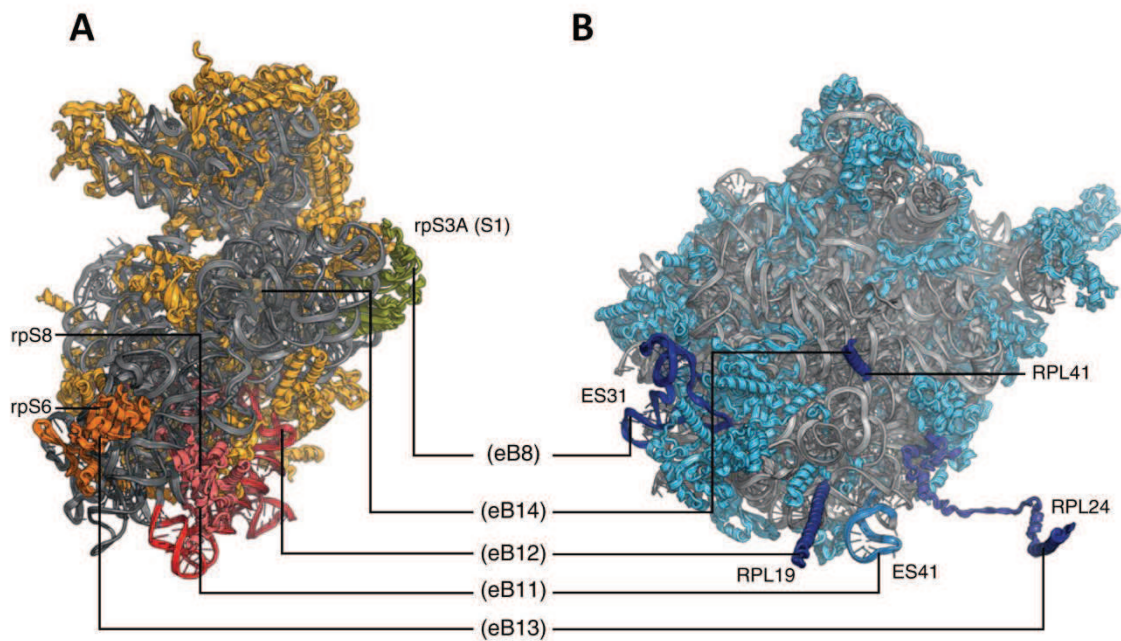 A
B
rpS3A (S1)
rpS8
RPL41
ES31
rpS6
(eB8)
RPL24
(eB14)
(eB12)
RPL19
ES41
(eB11)
(eB13)